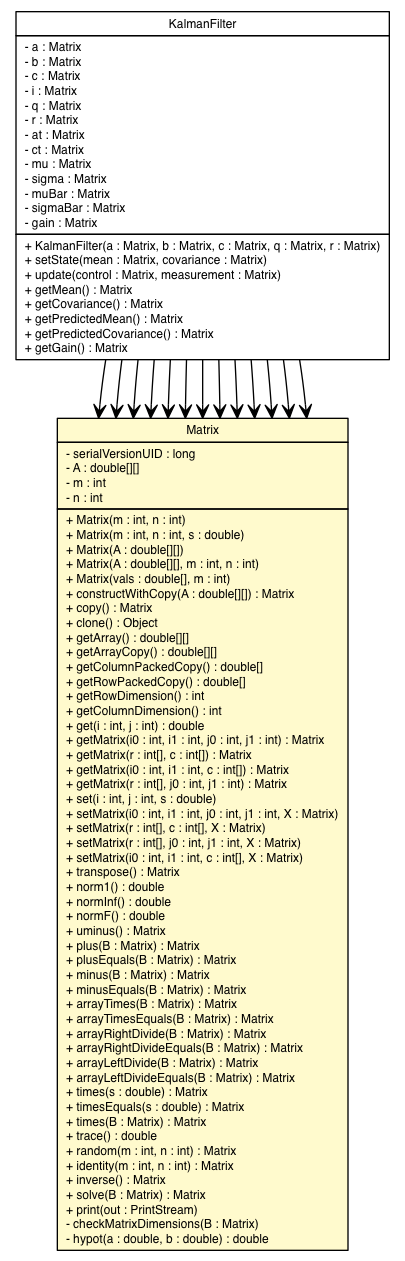 KalmanFilter
- a : Matrix
- b : Matrix
- c : Matrix
- i : Matrix
- q : Matrix
- r : Matrix
- at : Matrix
- ct : Matrix
- mu : Matrix
- sigma : Matrix
- muBar : Matrix
- sigmaBar : Matrix
- gain : Matrix
+ KalmanFilter(a : Matrix, b : Matrix, c : Matrix, q : Matrix, r : Matrix)
+ setState(mean : Matrix, covariance : Matrix)
+ update(control : Matrix, measurement : Matrix)
+ getMean() : Matrix
+ getCovariance() : Matrix
+ getPredictedMean() : Matrix
+ getPredictedCovariance() : Matrix
+ getGain() : Matrix
Matrix
- serialVersionUID : long
- A : double[][]
- m : int
- n : int
+ Matrix(m : int, n : int)
+ Matrix(m : int, n : int, s : double)
+ Matrix(A : double[][])
+ Matrix(A : double[][], m : int, n : int)
+ Matrix(vals : double[], m : int)
+ constructWithCopy(A : double[][]) : Matrix
+ copy() : Matrix
+ clone() : Object
+ getArray() : double[][]
+ getArrayCopy() : double[][]
+ getColumnPackedCopy() : double[]
+ getRowPackedCopy() : double[]
+ getRowDimension() : int
+ getColumnDimension() : int
+ get(i : int, j : int) : double
+ getMatrix(i0 : int, i1 : int, j0 : int, j1 : int) : Matrix
+ getMatrix(r : int[], c : int[]) : Matrix
+ getMatrix(i0 : int, i1 : int, c : int[]) : Matrix
+ getMatrix(r : int[], j0 : int, j1 : int) : Matrix
+ set(i : int, j : int, s : double)
+ setMatrix(i0 : int, i1 : int, j0 : int, j1 : int, X : Matrix)
+ setMatrix(r : int[], c : int[], X : Matrix)
+ setMatrix(r : int[], j0 : int, j1 : int, X : Matrix)
+ setMatrix(i0 : int, i1 : int, c : int[], X : Matrix)
+ transpose() : Matrix
+ norm1() : double
+ normInf() : double
+ normF() : double
+ uminus() : Matrix
+ plus(B : Matrix) : Matrix
+ plusEquals(B : Matrix) : Matrix
+ minus(B : Matrix) : Matrix
+ minusEquals(B : Matrix) : Matrix
+ arrayTimes(B : Matrix) : Matrix
+ arrayTimesEquals(B : Matrix) : Matrix
+ arrayRightDivide(B : Matrix) : Matrix
+ arrayRightDivideEquals(B : Matrix) : Matrix
+ arrayLeftDivide(B : Matrix) : Matrix
+ arrayLeftDivideEquals(B : Matrix) : Matrix
+ times(s : double) : Matrix
+ timesEquals(s : double) : Matrix
+ times(B : Matrix) : Matrix
+ trace() : double
+ random(m : int, n : int) : Matrix
+ identity(m : int, n : int) : Matrix
+ inverse() : Matrix
+ solve(B : Matrix) : Matrix
+ print(out : PrintStream)
- checkMatrixDimensions(B : Matrix)
- hypot(a : double, b : double) : double